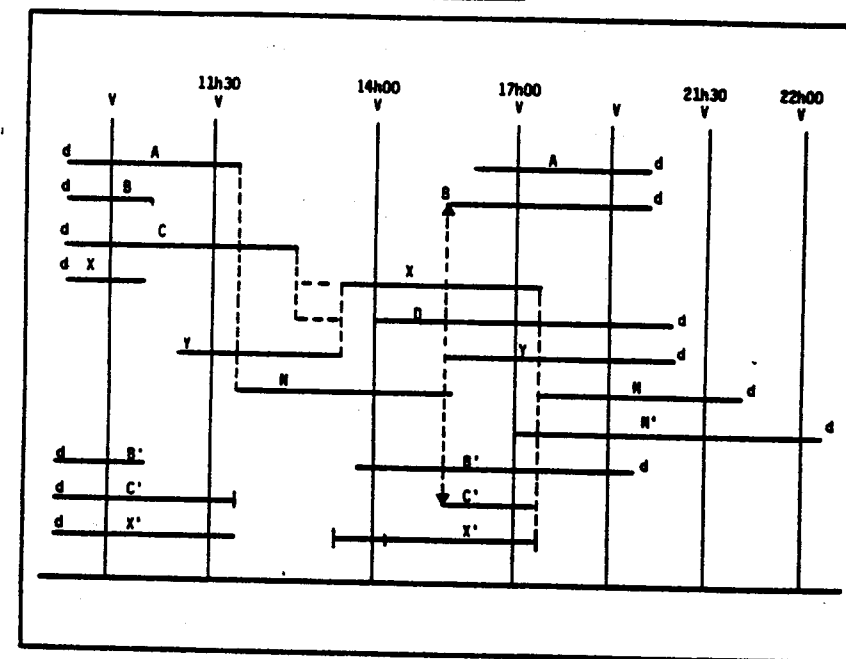 11h30 14h00 17h00 21h30 22h00
V V V V V V V
d A A d
d B B d
d C
d X X
D d
Y Y d
N N d
N' d
d B' B' d
d C' C'
d X' X'